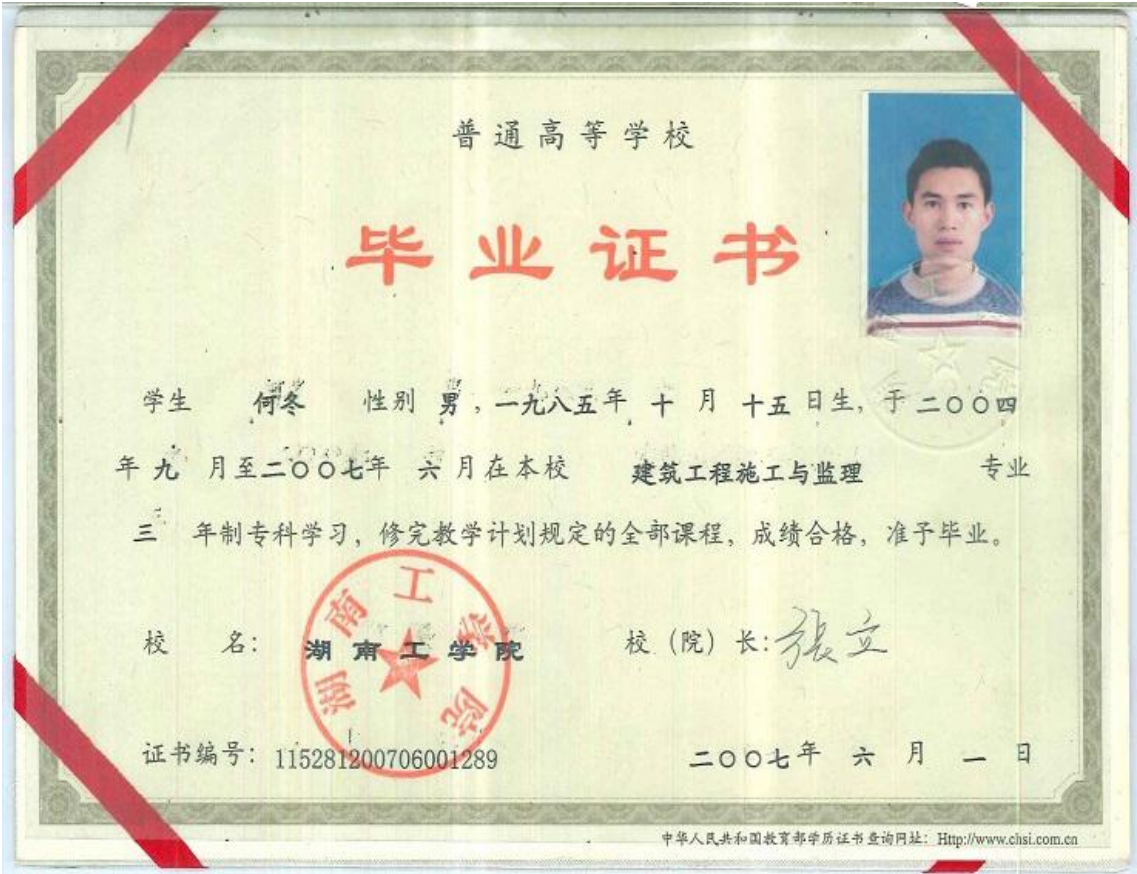 普通高等学校
毕业证书
学生 何冬 性别 男，一九八五年 十 月 十五 日生，于 二〇〇四
年 九 月至二〇〇七年 六 月在本校 建筑工程施工与监理 专业
三 年制专科学习，修完教学计划规定的全部课程，成绩合格，准予毕业。
校 名： 湖南工学院 校（院）长：張立
湖南工学院
证书编号：115281200706001289 二〇〇七年 六 月 一 日
中华人民共和国教育部学历证书查询网址：Http://www.chsi.com.cn